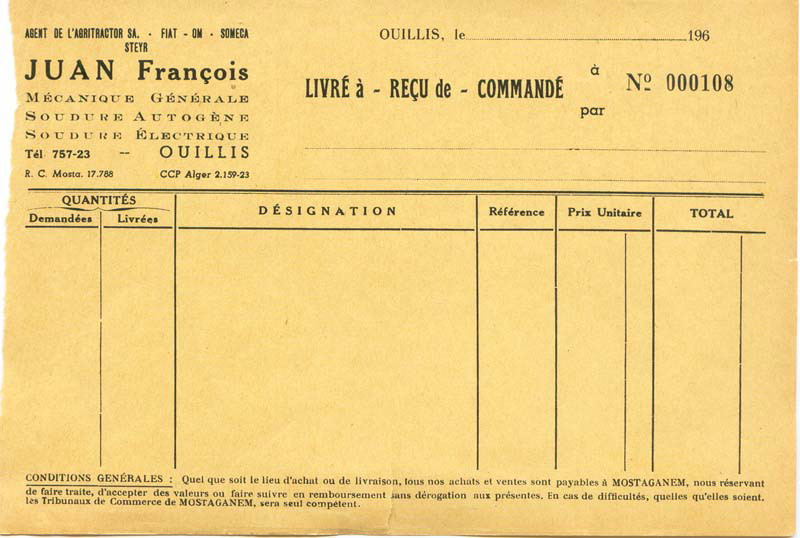 AGENT DE L'AGRITRACTOR SA. - FIAT - OM - SOMECA
STEYR
JUAN François
MÉCANIQUE GÉNÉRALE
SOUDURE AUTOGÈNE
SOUDURE ÉLECTRIQUE
Tél 757-23 -- OUILLIS
R. C. Mosta. 17.788 CCP Alger 2.159-23
OUILLIS, le 196
LIVRÉ à - REÇU de - COMMANDÉ à par
Nº 000108
QUANTITÉS
Demandées Livrées DÉSIGNATION Référence Prix Unitaire TOTAL
CONDITIONS GENÉRALES : Quel que soit le lieu d'achat ou de livraison, tous nos achats et ventes sont payables à MOSTAGANEM, nous réservant
de faire traite, d'accepter des valeurs ou faire suivre en remboursement sans dérogation aux présentes. En cas de difficultés, quelles qu'elles soient,
les Tribunaux de Commerce de MOSTAGANEM, sera seul compétent.